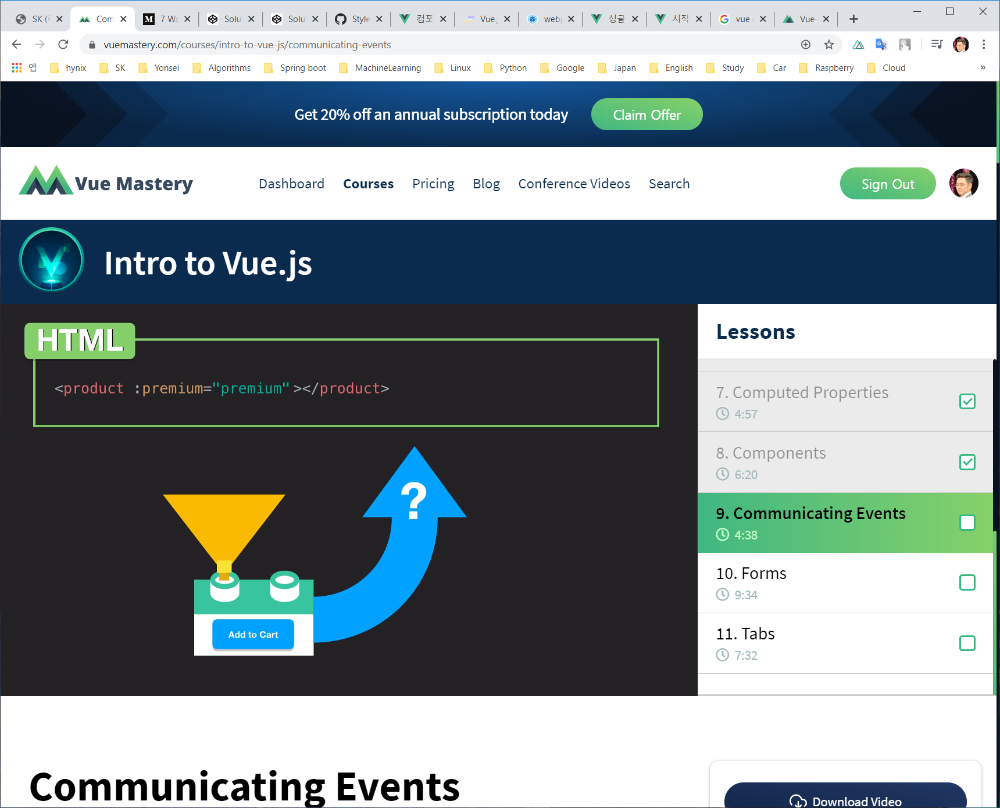 SK (
Com
7 Wa
Solu
Solu
Style
컴포
Vue.j
webp
싱글
시작
vue
Vue-
vuemastery.com/courses/intro-to-vue-js/communicating-events
앱 hynix SK Yonsei Algorithms Spring boot MachineLearning Linux Python Google Japan English Study Car Raspberry Cloud »
Get 20% off an annual subscription today Claim Offer
Vue Mastery Dashboard Courses Pricing Blog Conference Videos Search Sign Out
Intro to Vue.js
HTML
<product :premium="premium"></product>
?
Add to Cart
Lessons
7. Computed Properties
4:57
8. Components
6:20
9. Communicating Events
4:38
10. Forms
9:34
11. Tabs
7:32
Communicating Events
Download Video